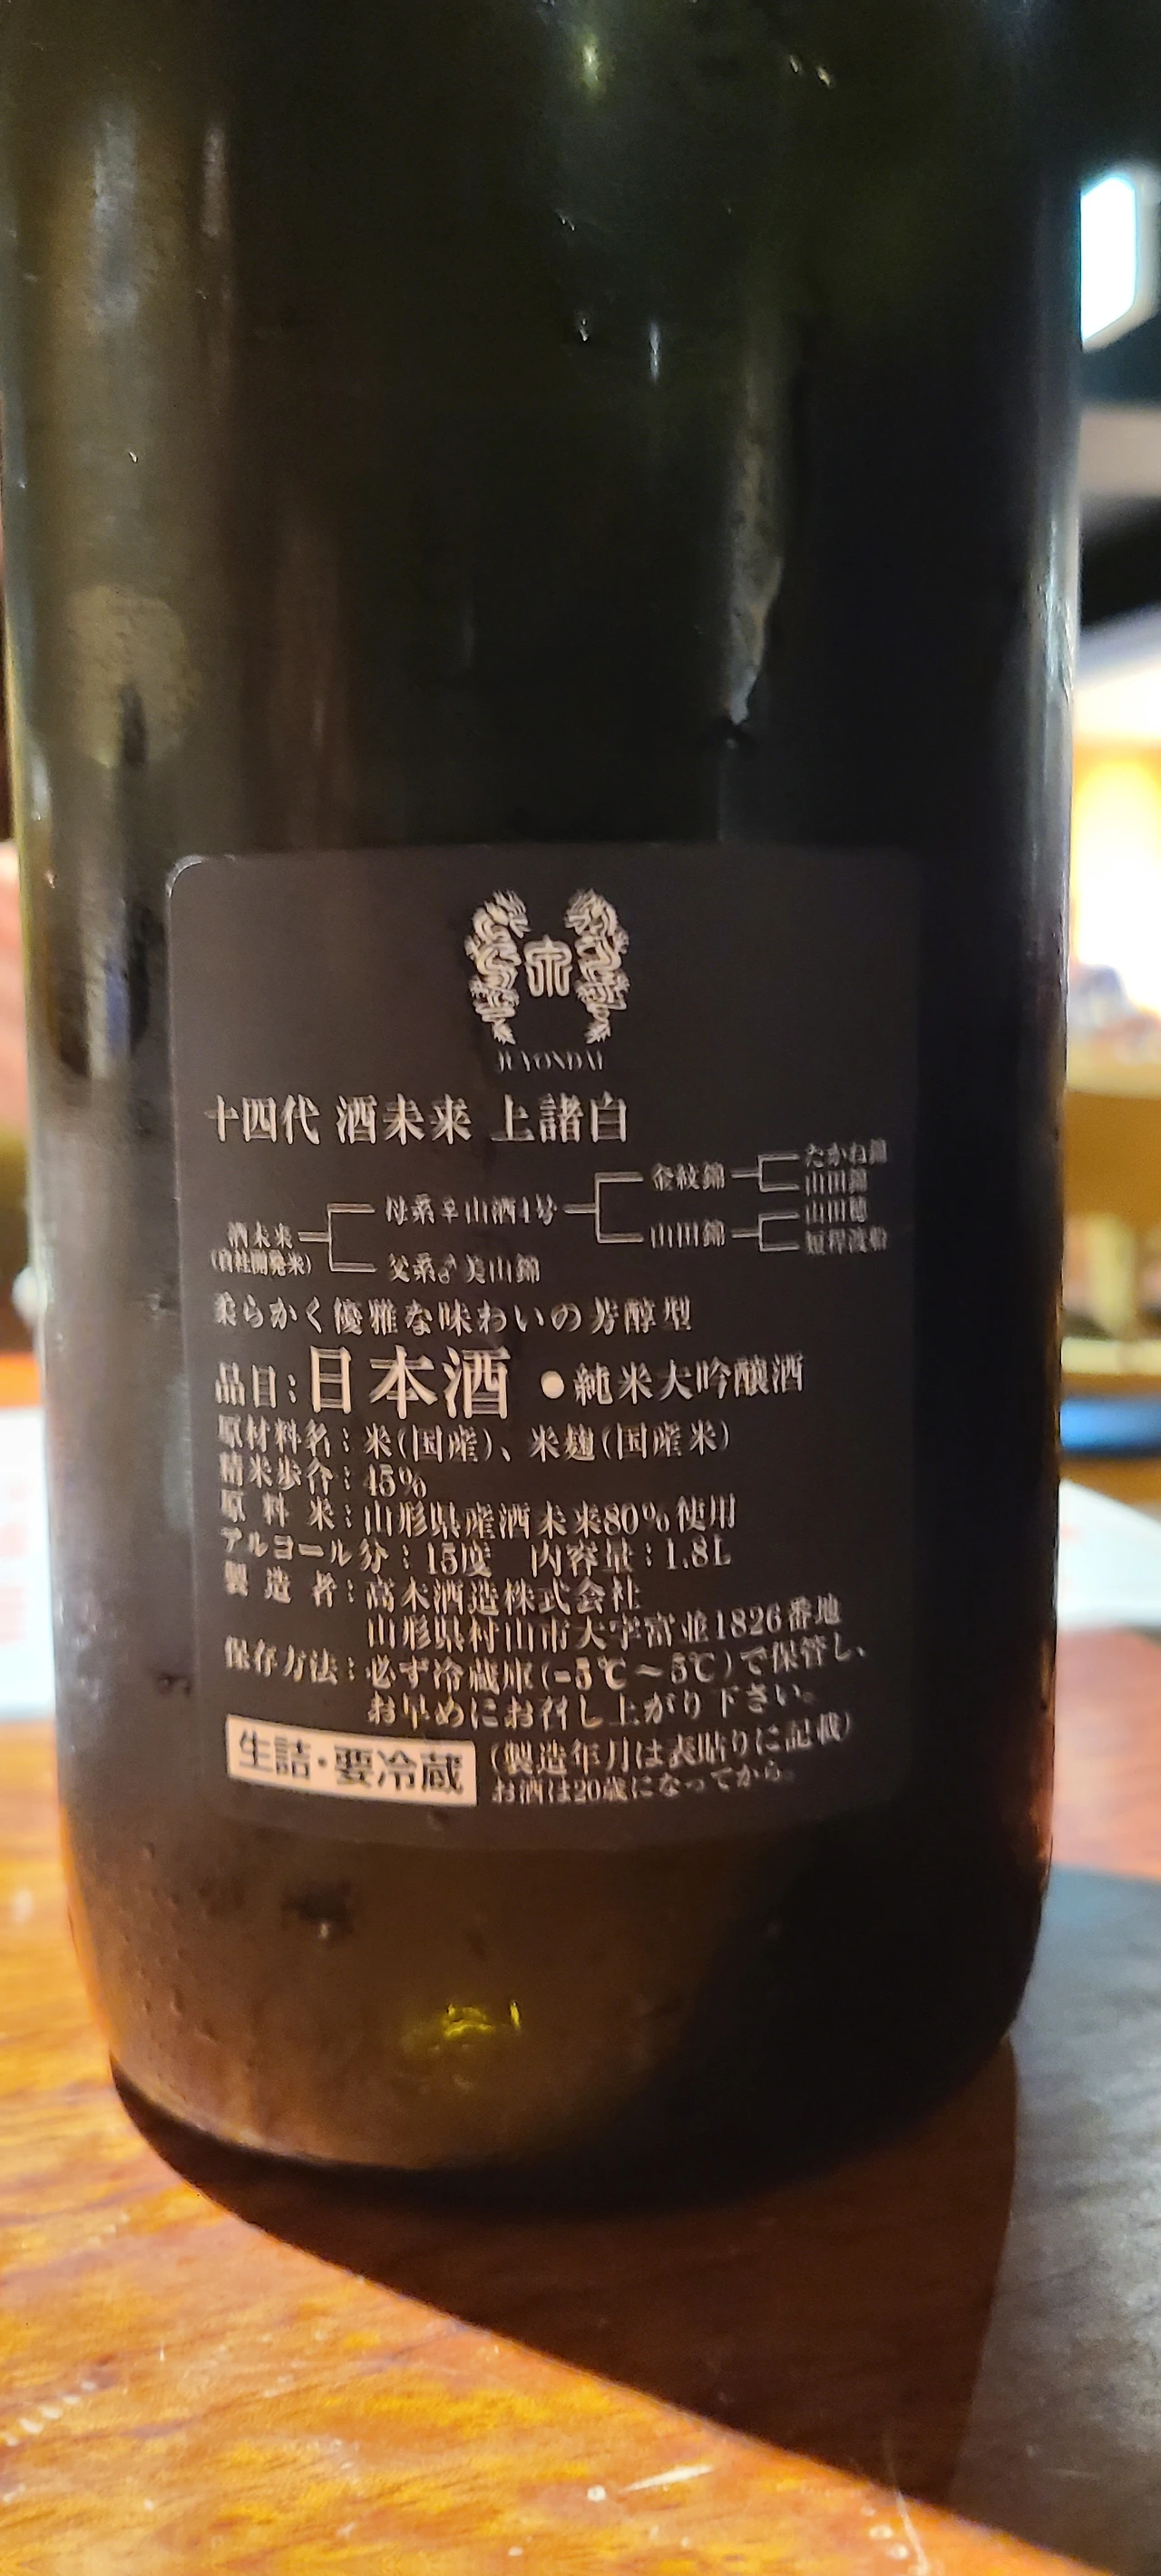 宗
JUYONDAI
十四代 酒未来 上諸白
酒未来
(自社開発米)
母系♀山酒4号
父系♂美山錦
金紋錦
山田錦
たかね錦
山田錦
山田穂
短稈渡船
柔らかく優雅な味わいの芳醇型
品目:日本酒 ●純米大吟醸酒
原材料名:米(国産)、米麹(国産米)
精米歩合:45%
原料米:山形県産酒未来80%使用
アルコール分:15度 内容量:1.8L
製造者:高木酒造株式会社
山形県村山市大字富並1826番地
保存方法:必ず冷蔵庫(-5℃～5℃)で保管し、
お早めにお召し上がり下さい。
生詰・要冷蔵
(製造年月は表貼りに記載)
お酒は20歳になってから。